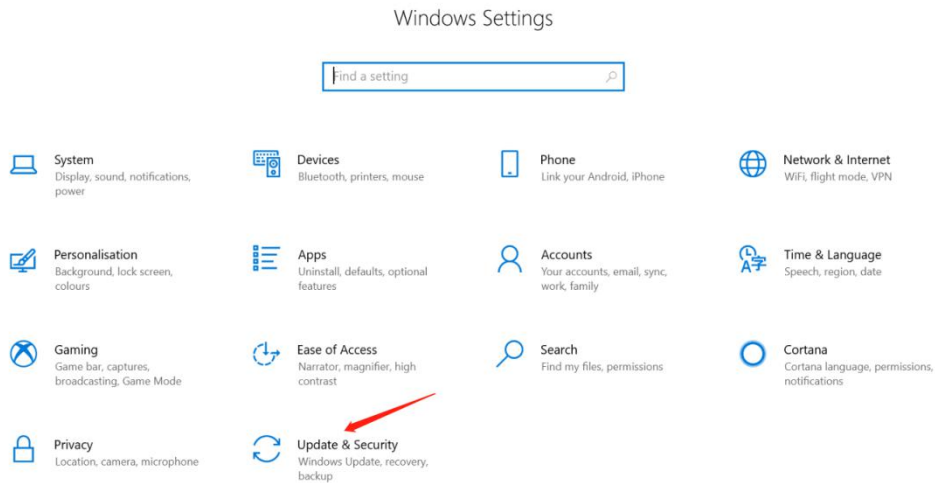 Windows Settings
Find a setting
System
Display, sound, notifications,
power
Devices
Bluetooth, printers, mouse
Phone
Link your Android, iPhone
Network & Internet
WiFi, flight mode, VPN
Personalisation
Background, lock screen,
colours
Apps
Uninstall, defaults, optional
features
Accounts
Your accounts, email, sync,
work, family
Time & Language
Speech, region, date
Gaming
Game bar, captures,
broadcasting, Game Mode
Ease of Access
Narrator, magnifier, high
contrast
Search
Find my files, permissions
Cortana
Cortana language, permissions,
notifications
Privacy
Location, camera, microphone
Update & Security
Windows Update, recovery,
backup